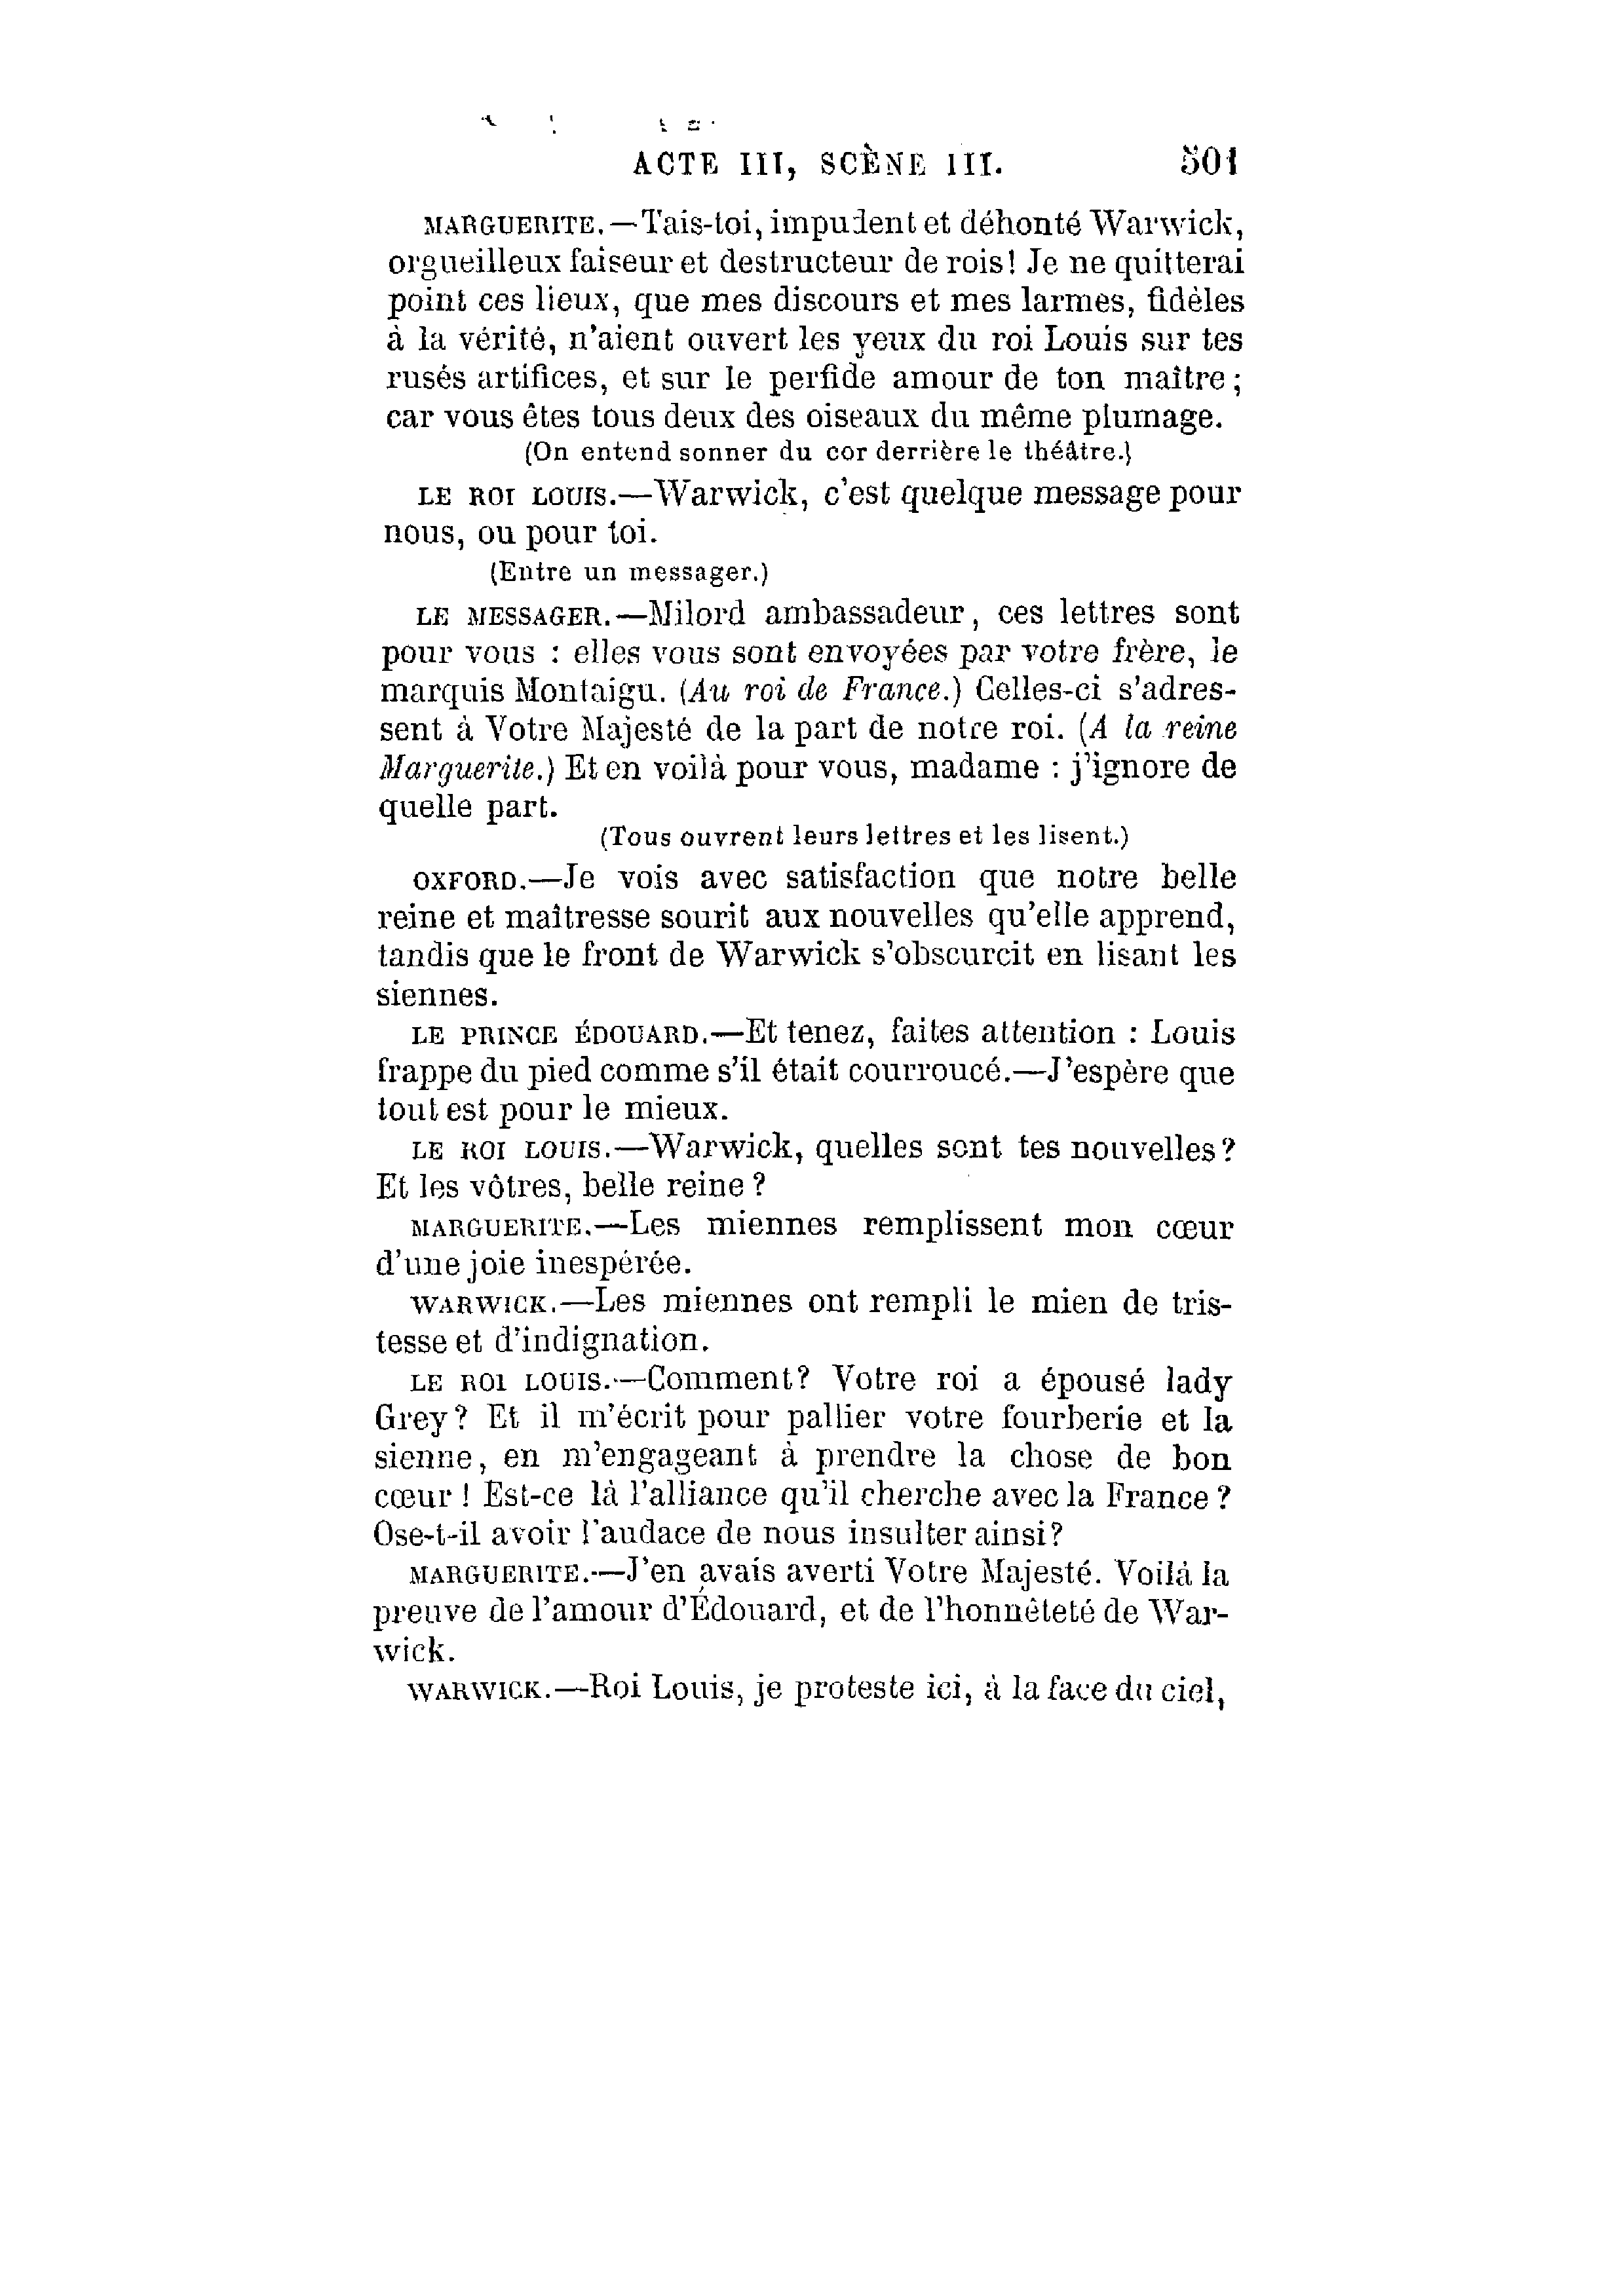 ACTE III, SCÈNE III. 501
MARGUERITE.—Tais-toi, impudent et déhonté Warwick,
orgueilleux faiseur et destructeur de rois! Je ne quitterai
point ces lieux, que mes discours et mes larmes, fidèles
à la vérité, n'aient ouvert les yeux du roi Louis sur tes
rusés artifices, et sur le perfide amour de ton maître;
car vous êtes tous deux des oiseaux du même plumage.
(On entend sonner du cor derrière le théâtre.)
LE ROI LOUIS.—Warwick, c'est quelque message pour
nous, ou pour toi.
(Entre un messager.)
LE MESSAGER.—Milord ambassadeur, ces lettres sont
pour vous : elles vous sont envoyées par votre frère, le
marquis Montaigu. (Au roi de France.) Celles-ci s'adres-
sent à Votre Majesté de la part de notre roi. (A la reine
Marguerite.) Et en voilà pour vous, madame : j'ignore de
quelle part.
(Tous ouvrent leurs lettres et les lisent.)
OXFORD.—Je vois avec satisfaction que notre belle
reine et maîtresse sourit aux nouvelles qu'elle apprend,
tandis que le front de Warwick s'obscurcit en lisant les
siennes.
LE PRINCE ÉDOUARD.—Et tenez, faites attention : Louis
frappe du pied comme s'il était courroucé.—J'espère que
tout est pour le mieux.
LE ROI LOUIS.—Warwick, quelles sont tes nouvelles?
Et les vôtres, belle reine ?
MARGUERITE.—Les miennes remplissent mon cœur
d'une joie inespérée.
WARWICK.—Les miennes ont rempli le mien de tris-
tesse et d'indignation.
LE ROI LOUIS.—Comment? Votre roi a épousé lady
Grey? Et il m'écrit pour pallier votre fourberie et la
sienne, en m'engageant à prendre la chose de bon
cœur ! Est-ce là l'alliance qu'il cherche avec la France ?
Ose-t-il avoir l'audace de nous insulter ainsi?
MARGUERITE.—J'en avais averti Votre Majesté. Voilà la
preuve de l'amour d'Édouard, et de l'honnêteté de War-
wick.
WARWICK.—Roi Louis, je proteste ici, à la face du ciel,